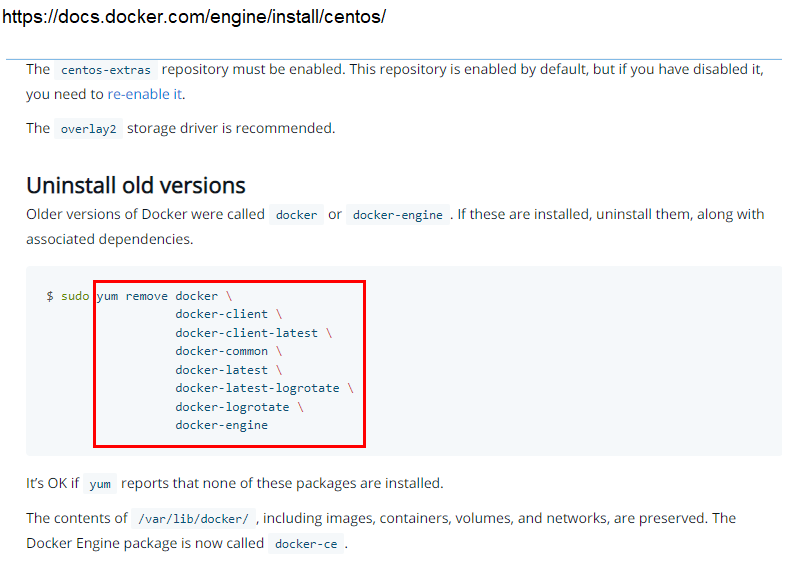 https://docs.docker.com/engine/install/centos/
The centos-extras repository must be enabled. This repository is enabled by default, but if you have disabled it,
you need to re-enable it.
The overlay2 storage driver is recommended.
Uninstall old versions
Older versions of Docker were called docker or docker-engine . If these are installed, uninstall them, along with
associated dependencies.
$ sudo yum remove docker \
docker-client \
docker-client-latest \
docker-common \
docker-latest \
docker-latest-logrotate \
docker-logrotate \
docker-engine
It’s OK if yum reports that none of these packages are installed.
The contents of /var/lib/docker/ , including images, containers, volumes, and networks, are preserved. The
Docker Engine package is now called docker-ce .